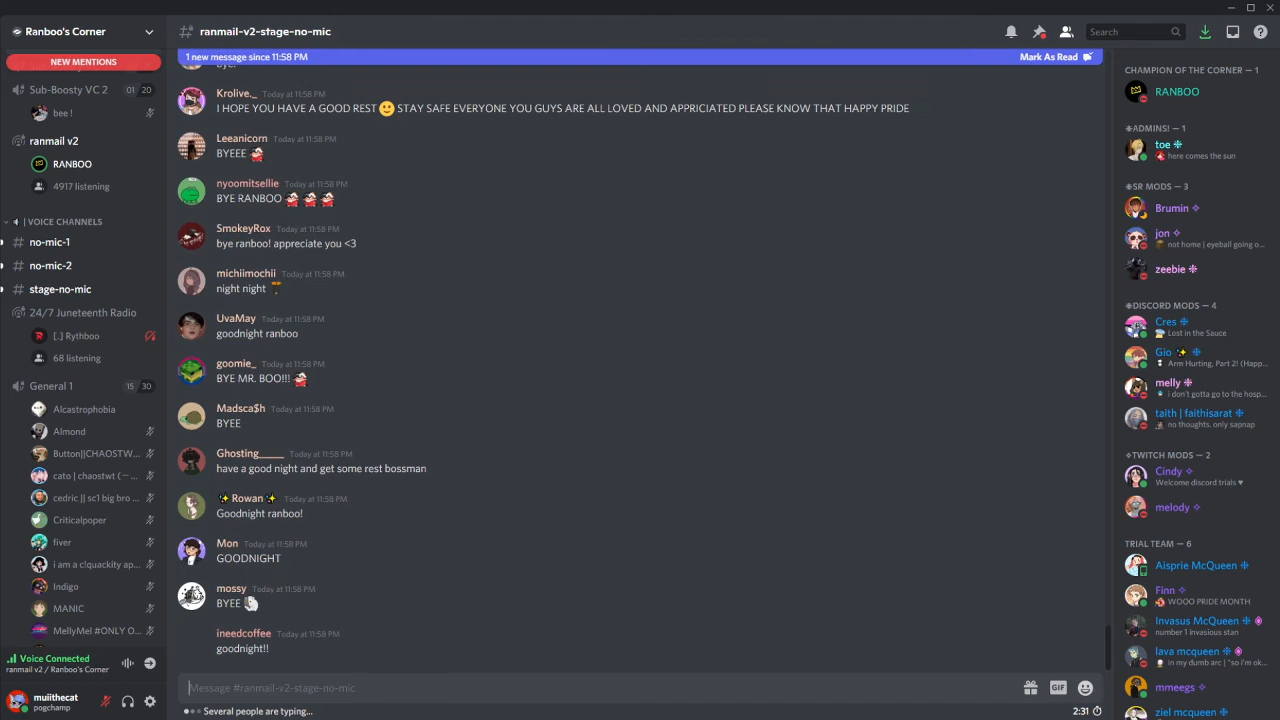 Ranboo's Corner
NEW MENTIONS
Sub-Boosty VC 2 01 20
bee !
ranmail v2
RANBOO
4917 listening
| VOICE CHANNELS
no-mic-1
no-mic-2
stage-no-mic
24/7 Juneteenth Radio
[.] Rythboo
68 listening
General 1 15 30
Alcastrophobia
Almond
Button||CHAOSTW...
cato | chaostwt (—...
cedric || sc1 big bro ...
Criticalpoper
fiver
i am a c!quackity ap...
Indigo
MANIC
MellyMel #ONLY O...
Voice Connected
ranmail v2 / Ranboo's Corner
muiithecat
pogchamp
ranmail-v2-stage-no-mic
Search
1 new message since 11:58 PM Mark As Read
Krolive._ Today at 11:58 PM
I HOPE YOU HAVE A GOOD REST 🙂 STAY SAFE EVERYONE YOU GUYS ARE ALL LOVED AND APPRICIATED PLEASE KNOW THAT HAPPY PRIDE
Leeanicorn Today at 11:58 PM
BYEEE
nyoomitsellie Today at 11:58 PM
BYE RANBOO
SmokeyRox Today at 11:58 PM
bye ranboo! appreciate you <3
michiimochii Today at 11:58 PM
night night
UvaMay Today at 11:58 PM
goodnight ranboo
goomie_ Today at 11:58 PM
BYE MR. BOO!!!
Madsca$h Today at 11:58 PM
BYEE
Ghosting_____ Today at 11:58 PM
have a good night and get some rest bossman
✨Rowan✨ Today at 11:58 PM
Goodnight ranboo!
Mon Today at 11:58 PM
GOODNIGHT
mossy Today at 11:58 PM
BYEE
ineedcoffee Today at 11:58 PM
goodnight!!
Message #ranmail-v2-stage-no-mic
GIF
Several people are typing...
2:31
CHAMPION OF THE CORNER — 1
RANBOO
❉ADMINS! — 1
toe ❉
here comes the sun
❉SR MODS — 3
Brumin ✧
jon ✧
not home | eyeball going o...
zeebie ❉
❉DISCORD MODS — 4
Cres ❉
Lost in the Sauce
Gio ✨ ❉
Arm Hurting, Part 2! (Hap...
melly ❉
i don't gotta go to the hosp...
taith | faithisarat ❉
no thoughts. only sapnap
✧TWITCH MODS — 2
Cindy ✧
Welcome discord trials ♥
melody ✧
TRIAL TEAM — 6
Aisprie McQueen ❉
Finn ✧
WOOO PRIDE MONTH
Invasus McQueen ❉
number 1 invasious stan
lava mcqueen ❉
in my dumb arc | "so i'm ok...
mmeegs ✧
ziel mcqueen ❉